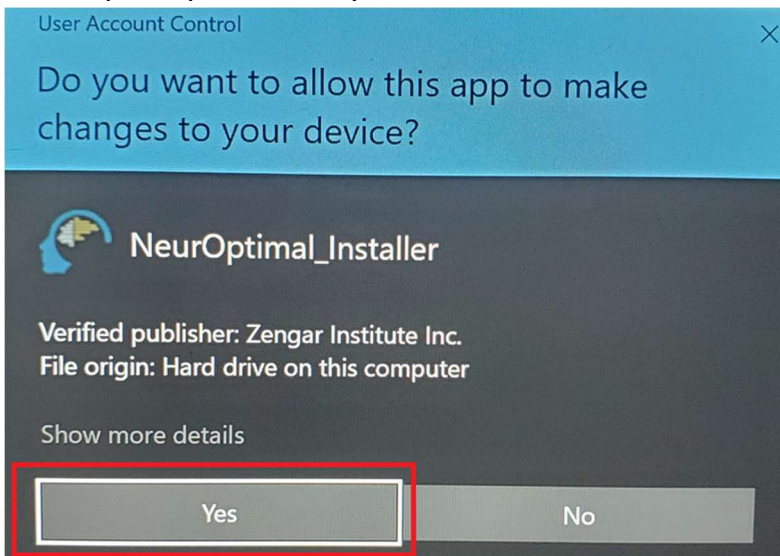 User Account Control
Do you want to allow this app to make
changes to your device?
NeurOptimal_Installer
Verified publisher: Zengar Institute Inc.
File origin: Hard drive on this computer
Show more details
Yes
No